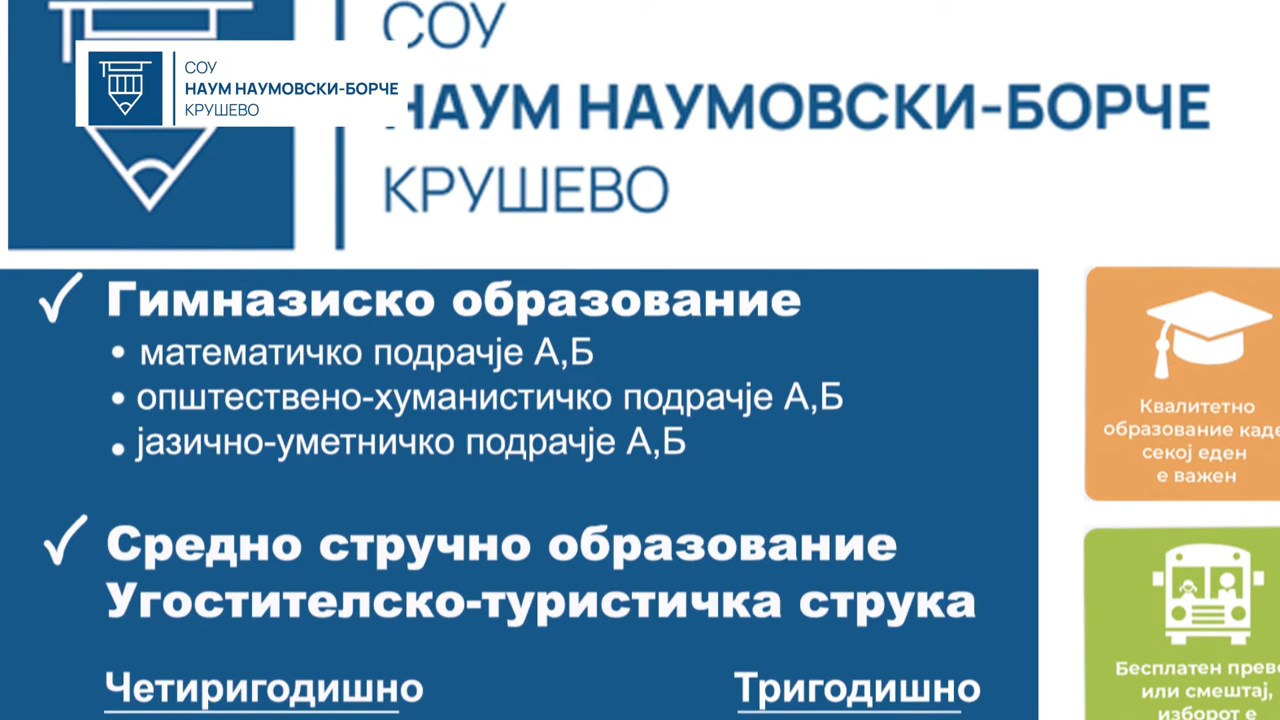 СОУ
НАУМ НАУМОВСКИ-БОРЧЕ
КРУШЕВО
СОУ
НАУМ НАУМОВСКИ-БОРЧЕ
КРУШЕВО
Гимназиско образование
• математичко подрачје А,Б
• општествено-хуманистичко подрачје А,Б
• јазично-уметничко подрачје А,Б
Средно стручно образование
Угостителско-туристичка струка
Четиригодишно
Тригодишно
Квалитетно
образование каде
секој еден
е важен
Бесплатен
или смештај,
изборот е